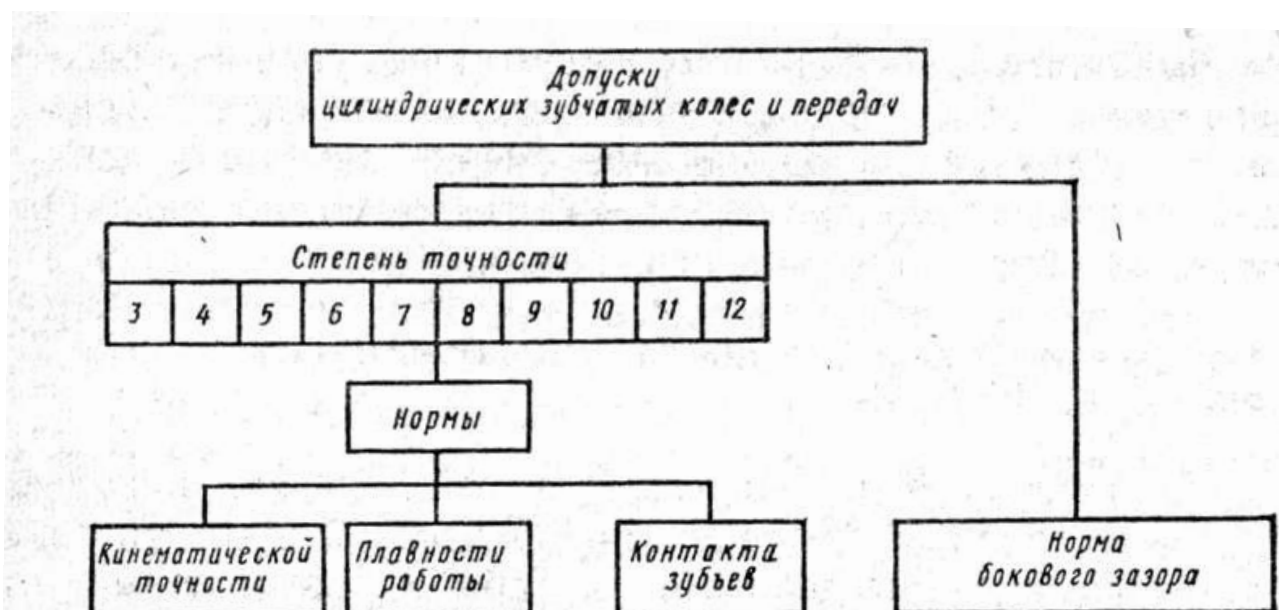 Допуски
цилиндрических зубчатых колес и передач
Степень точности
3 4 5 6 7 8 9 10 11 12
Нормы
Кинематической
точности
Плавности
работы
Контакта
зубьев
Норма
бокового зазора